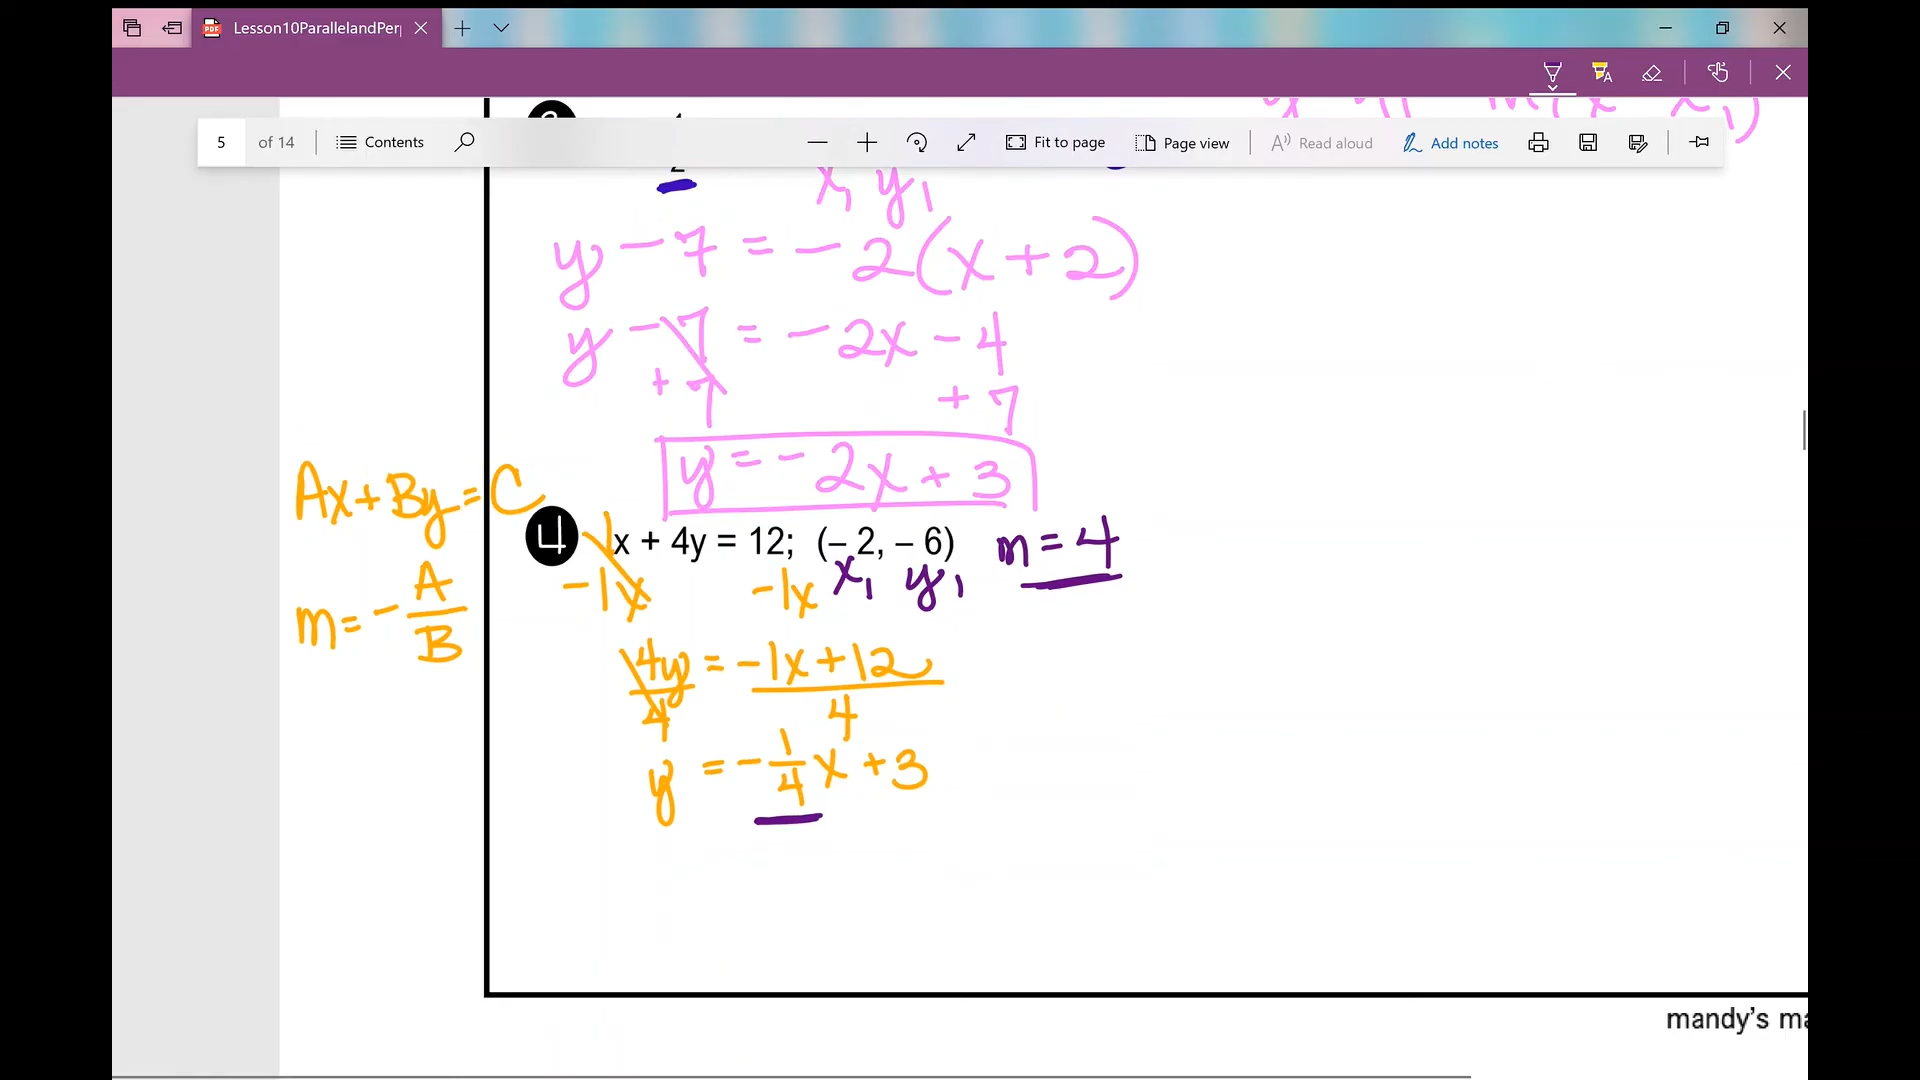 Lesson10ParallelandPer
5 of 14 Contents Fit to page Page view Read aloud Add notes
x₁ y₁
y - 7 = - 2(x + 2)
y - 7 = - 2x - 4
+ 7 + 7
y = - 2x + 3
Ax + By = C
m = - A/B
4 1x + 4y = 12; (– 2, – 6) m = 4
-1x -1x x₁ y₁
4y = -1x + 12
4 4
y = - 1/4 x + 3
mandy's ma